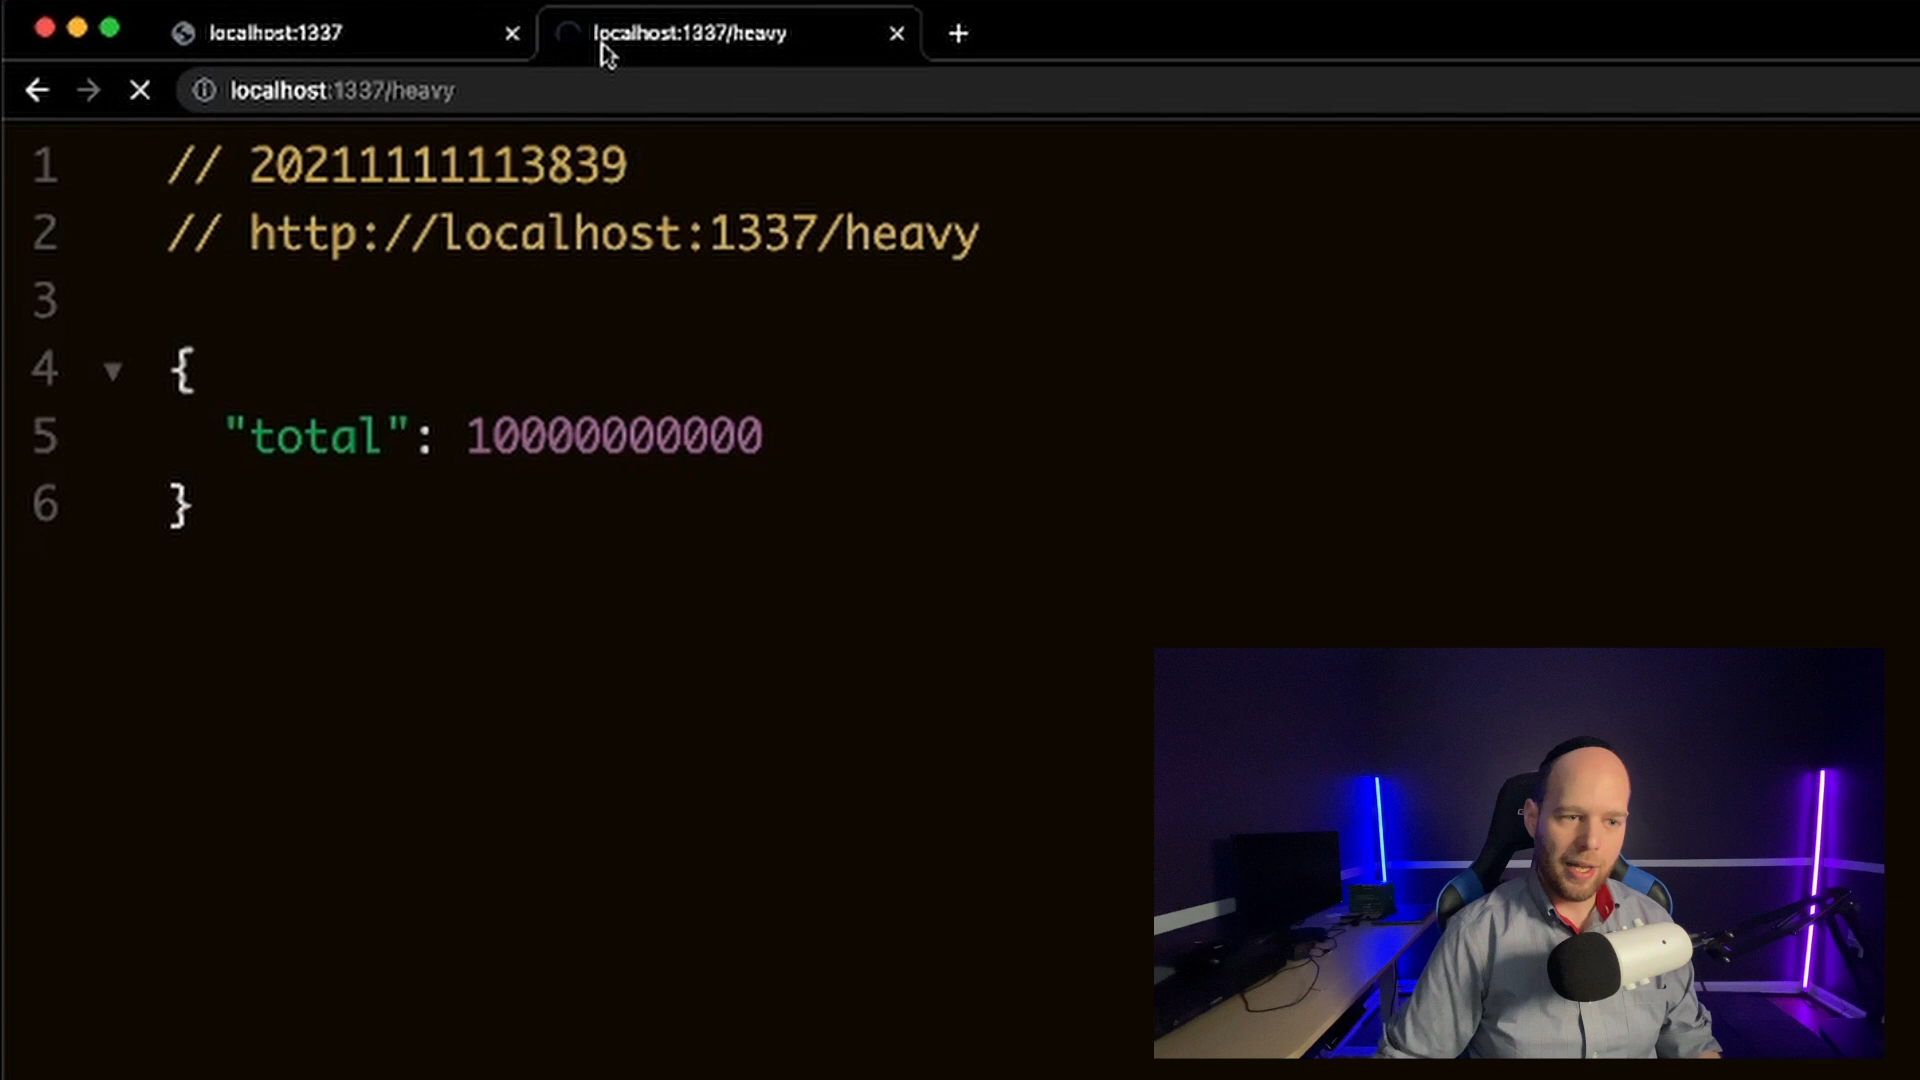 localhost:1337
localhost:1337/heavy
localhost:1337/heavy
1 // 20211111113839
2 // http://localhost:1337/heavy
3
4 {
5 "total": 10000000000
6 }